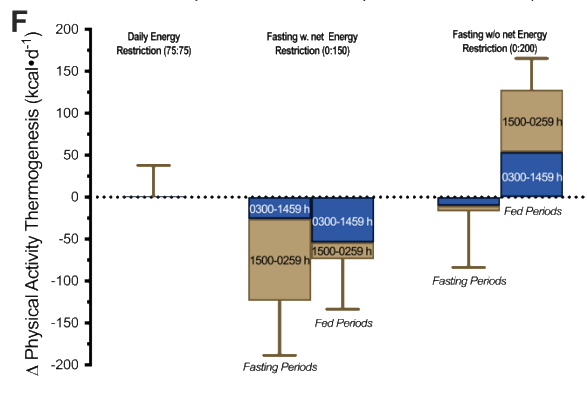 F
Δ Physical Activity Thermogenesis (kcal•d⁻¹)
200
150
100
50
0
-50
-100
-150
-200
Daily Energy
Restriction (75:75)
Fasting w. net Energy
Restriction (0:150)
Fasting w/o net Energy
Restriction (0:200)
0300-1459 h
1500-0259 h
Fasting Periods
0300-1459 h
1500-0259 h
Fed Periods
Fasting Periods
1500-0259 h
0300-1459 h
Fed Periods